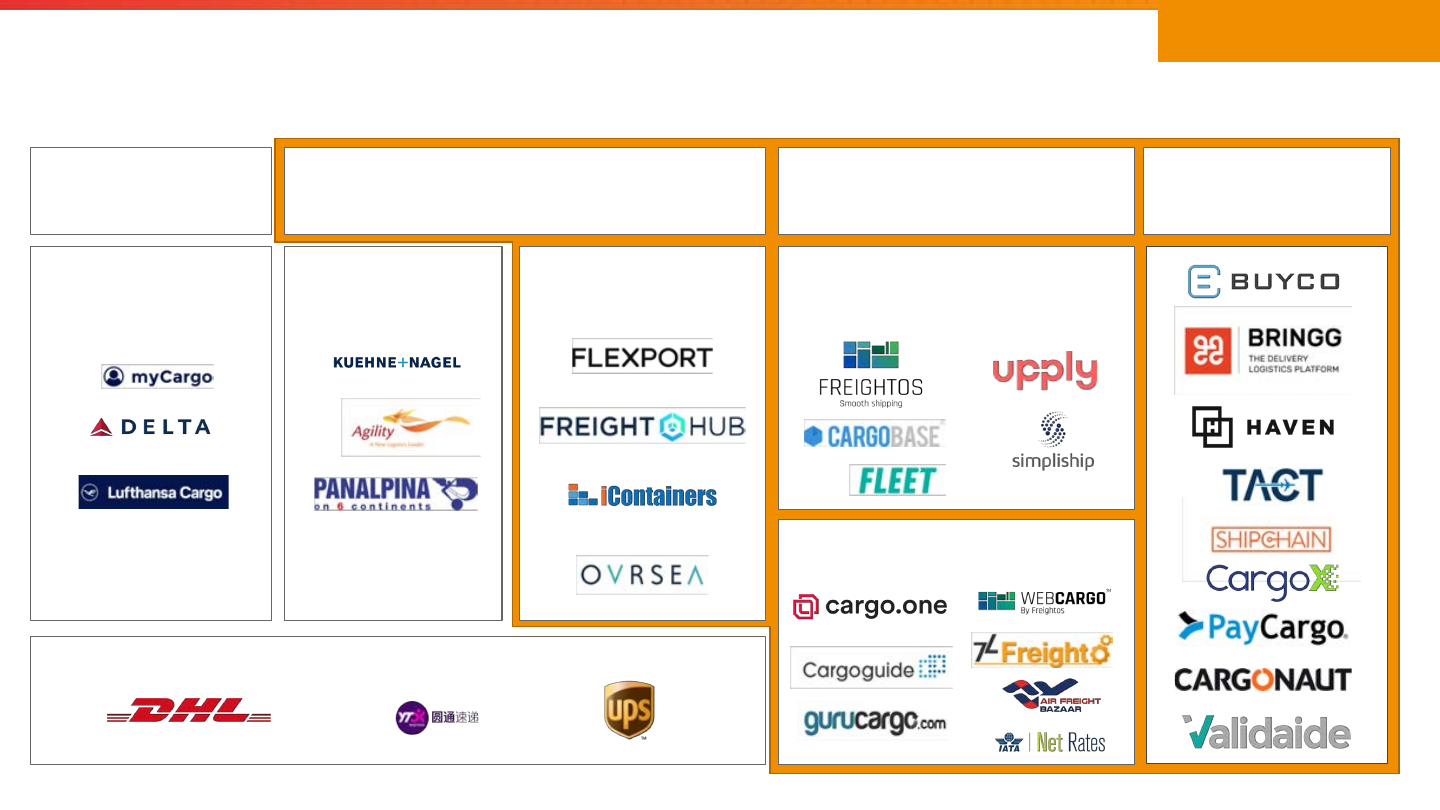 myCargo
DELTA
Lufthansa Cargo
KUEHNE+NAGEL
Agility
A New Logistics Leader
PANALPINA
on 6 continents
FLEXPORT
FREIGHT HUB
iContainers
OVRSEA
FREIGHTOS
Smooth shipping
CARGOBASE
FLEET
upply
simpliship
cargo.one
Cargoguide
gurucargo.com
WEBCARGO™
By Freightos
7LFreight
AIR FREIGHT
BAZAAR
IATA Net Rates
BUYCO
BRINGG
THE DELIVERY
LOGISTICS PLATFORM
HAVEN
TACT
SHIPCHAIN
CargoX
PayCargo
CARGONAUT
Validaide
DHL
圆通速递
ups